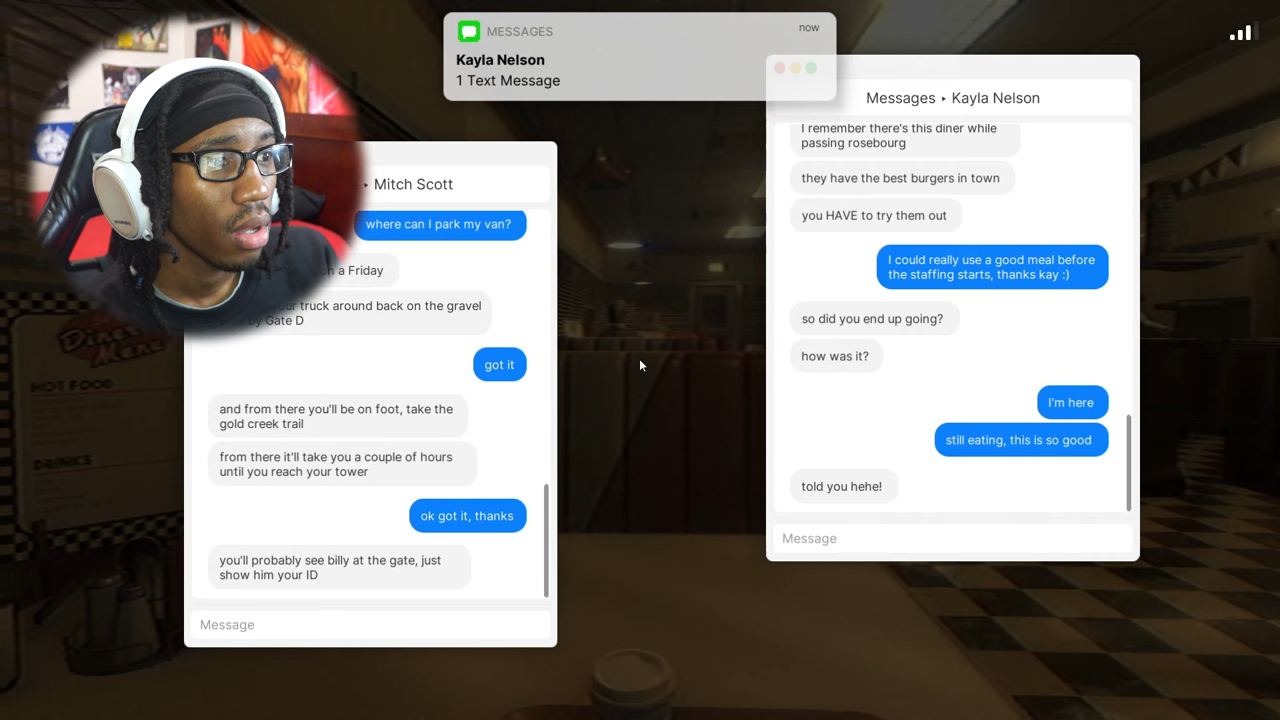 MESSAGES
now
Kayla Nelson
1 Text Message
Mitch Scott
where can I park my van?
a Friday
truck around back on the gravel
by Gate D
got it
and from there you'll be on foot, take the
gold creek trail
from there it'll take you a couple of hours
until you reach your tower
ok got it, thanks
you'll probably see billy at the gate, just
show him your ID
Message
Messages ‣ Kayla Nelson
I remember there's this diner while
passing rosebourg
they have the best burgers in town
you HAVE to try them out
I could really use a good meal before
the staffing starts, thanks kay :)
so did you end up going?
how was it?
I'm here
still eating, this is so good
told you hehe!
Message
Dine
Menu
HOT FOOD
DRINKS